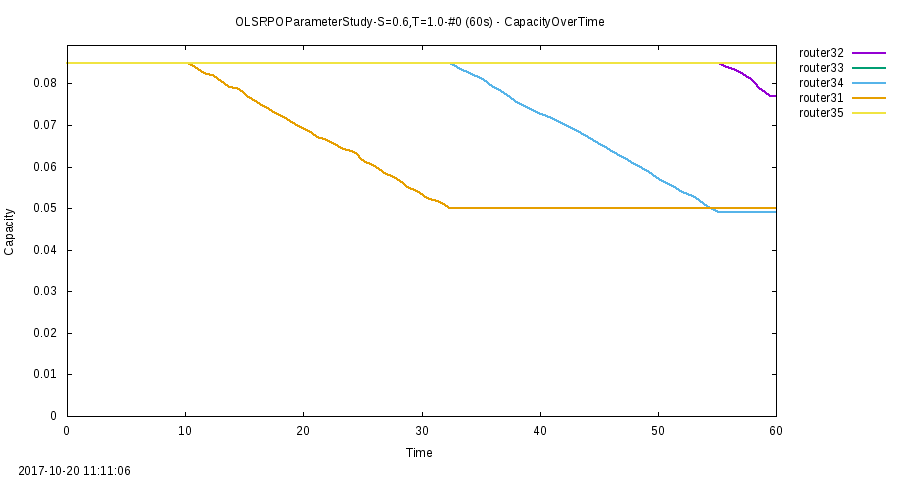 OLSRPOParameterStudy-S=0.6,T=1.0-#0 (60s) - CapacityOverTime
router32
router33
router34
router31
router35
0.08
0.07
0.06
0.05
0.04
0.03
0.02
0.01
0
Capacity
0 10 20 30 40 50 60
Time
2017-10-20 11:11:06